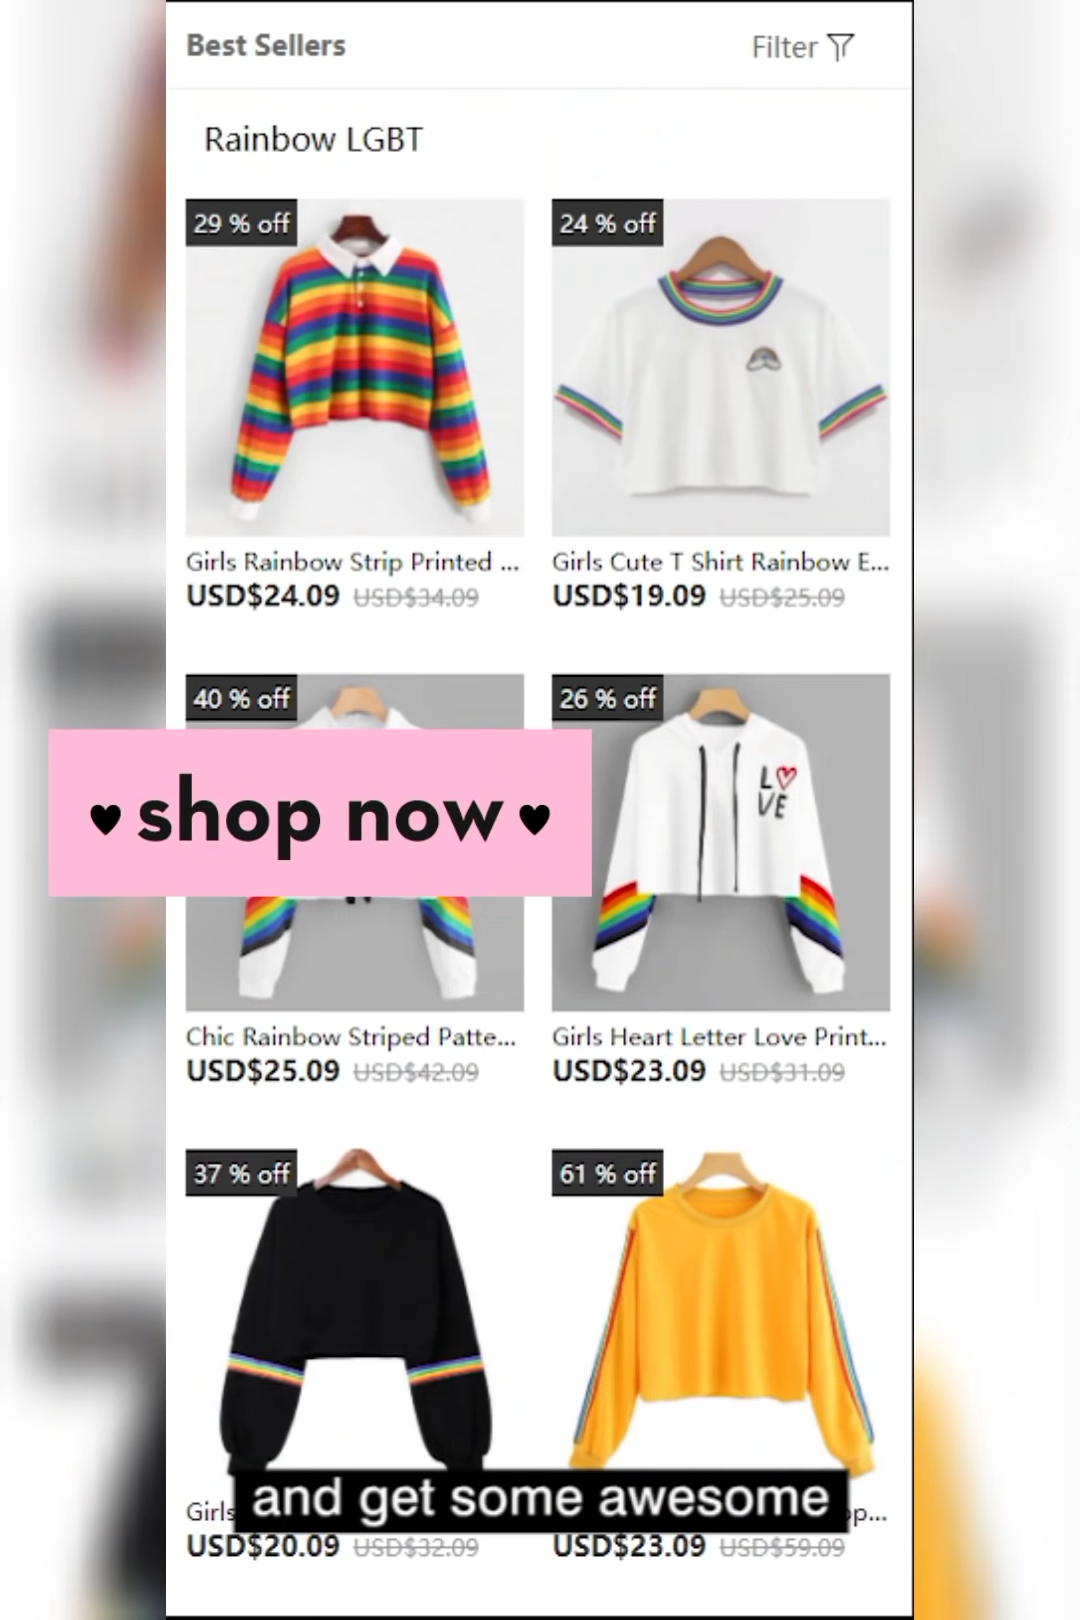 Best Sellers
Filter
Rainbow LGBT
29 % off
24 % off
Girls Rainbow Strip Printed ...
Girls Cute T Shirt Rainbow E...
USD$24.09 USD$34.09
USD$19.09 USD$25.09
40 % off
26 % off
L♡
VE
♥ shop now ♥
Chic Rainbow Striped Patte...
Girls Heart Letter Love Print...
USD$25.09 USD$42.09
USD$23.09 USD$31.09
37 % off
61 % off
and get some awesome
Girls
USD$20.09 USD$32.09
USD$23.09 USD$59.09